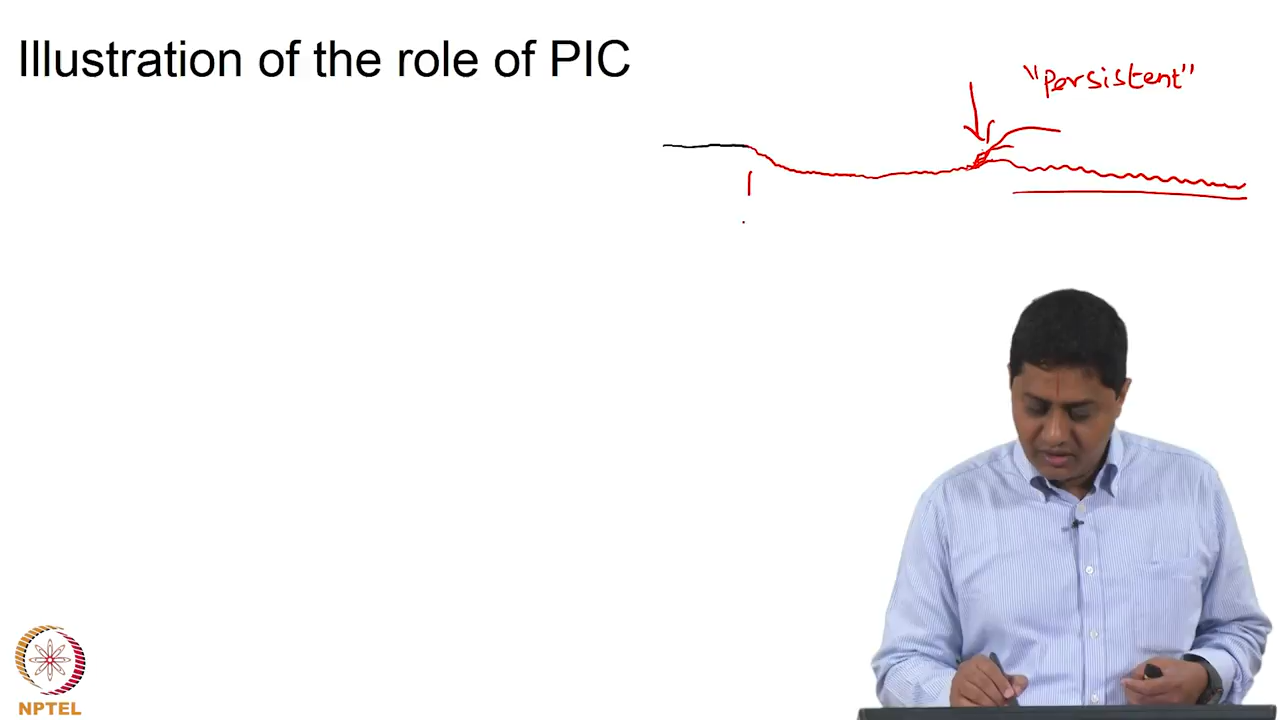 Illustration of the role of PIC
"Persistent"
NPTEL